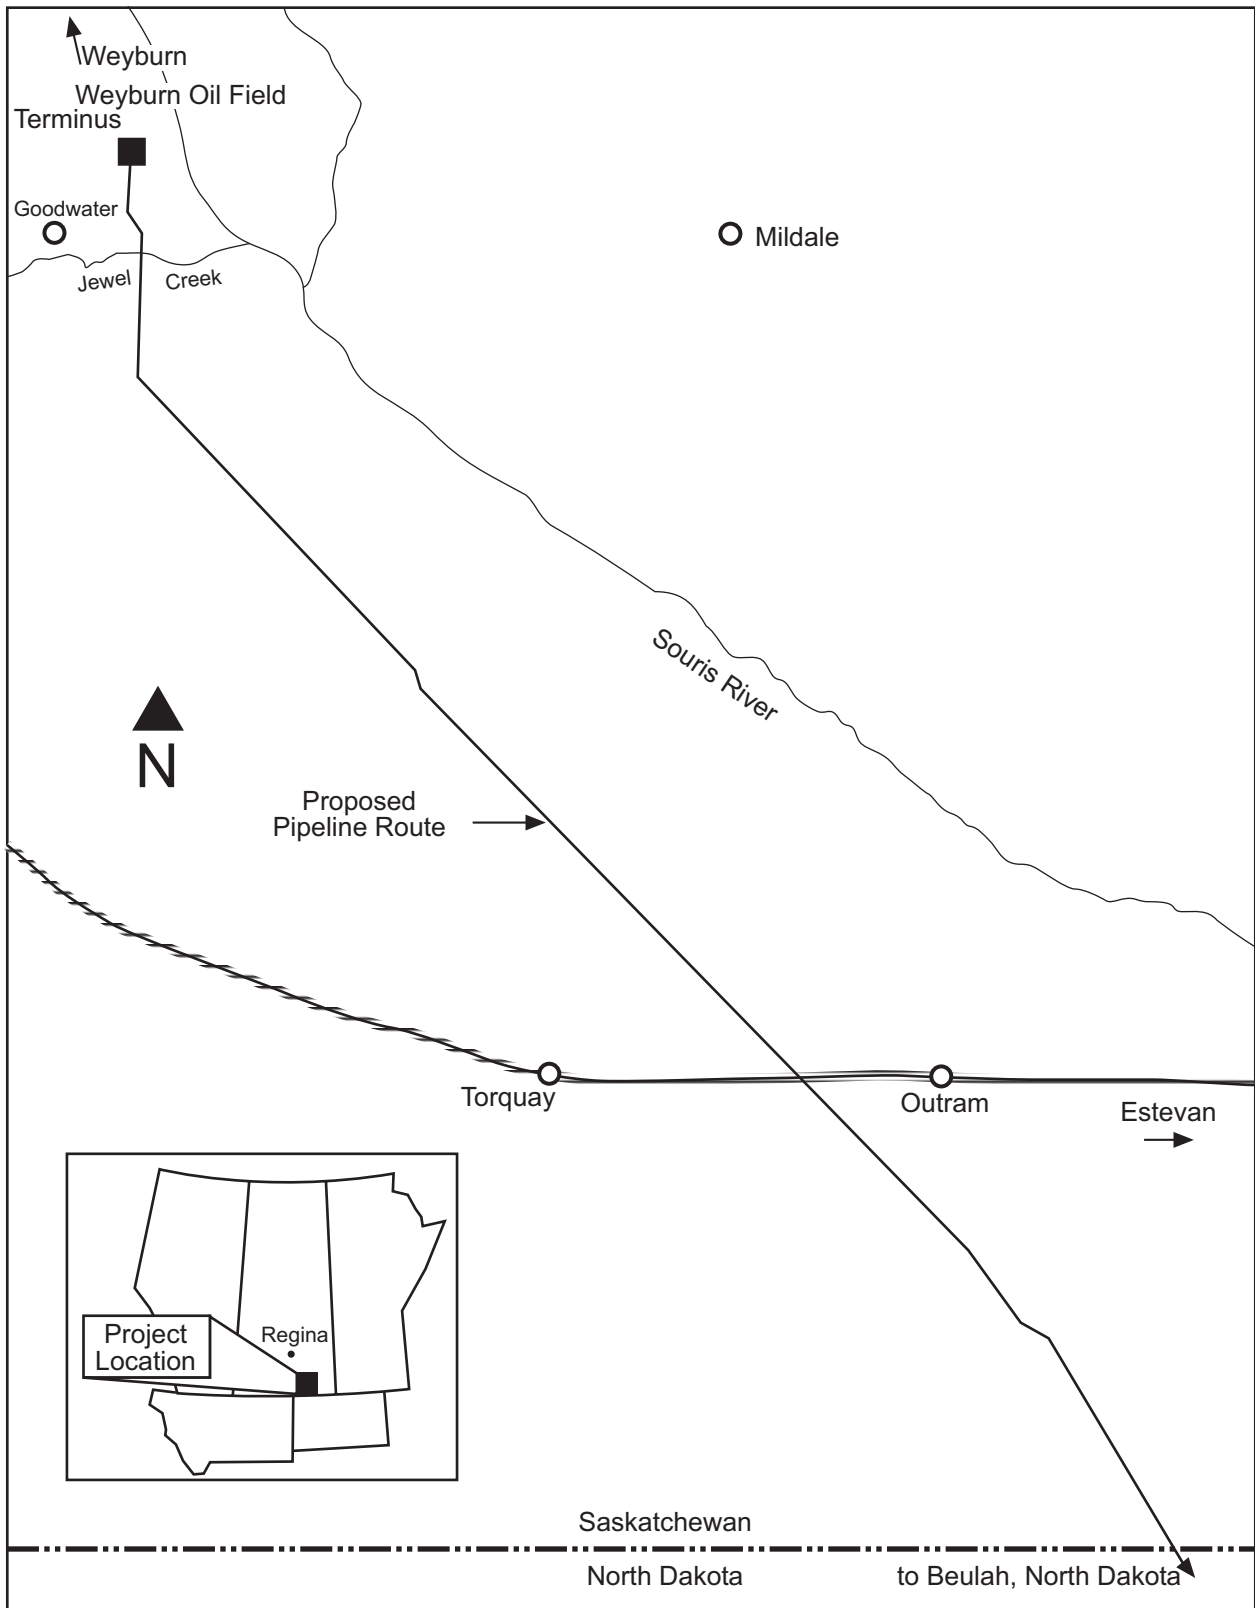 Weyburn
Weyburn Oil Field
Terminus
Goodwater
Mildale
Jewel Creek
Souris River
N
Proposed
Pipeline Route
Torquay
Outram
Estevan
Project
Location
Regina
Saskatchewan
North Dakota
to Beulah, North Dakota